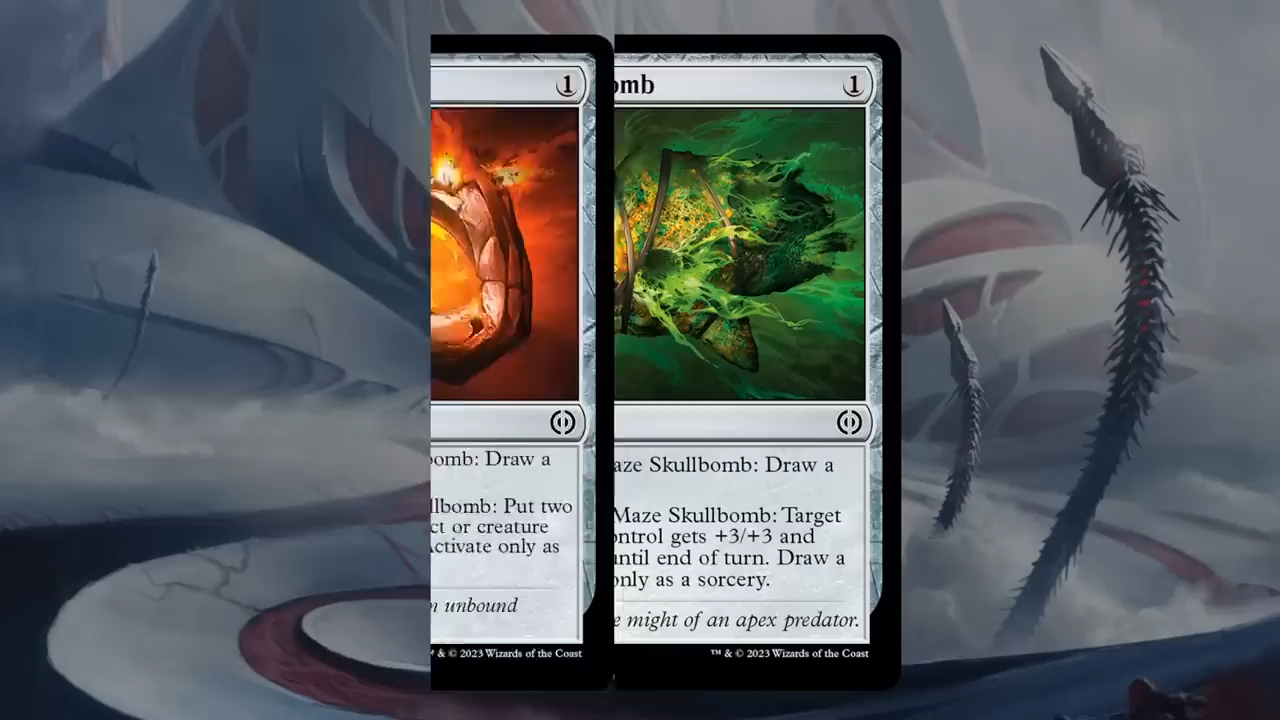 1
omb: Draw a
llbomb: Put two
ct or creature
Activate only as
n unbound
& © 2023 Wizards of the Coast
omb
1
aze Skullbomb: Draw a
Maze Skullbomb: Target
ontrol gets +3/+3 and
until end of turn. Draw a
only as a sorcery.
e might of an apex predator.
™ & © 2023 Wizards of the Coast